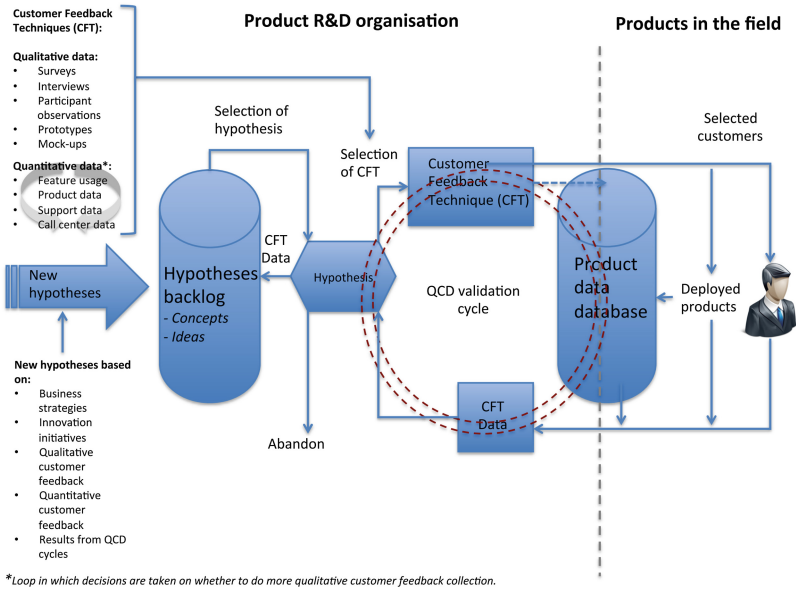 Customer Feedback
Techniques (CFT):
Qualitative data:
• Surveys
• Interviews
• Participant
observations
• Prototypes
• Mock-ups
Quantitative data*:
• Feature usage
• Product data
• Support data
• Call center data
Product R&D organisation
Products in the field
Selection of
hypothesis
Selection
of CFT
Customer
Feedback
Technique (CFT)
Selected
customers
New
hypotheses
Hypotheses
backlog
- Concepts
- Ideas
CFT
Data
Hypothesis
QCD validation
cycle
Product
data
database
Deployed
products
CFT
Data
Abandon
New hypotheses based
on:
• Business
strategies
• Innovation
initiatives
• Qualitative
customer
feedback
• Quantitative
customer
feedback
• Results from QCD
cycles
*Loop in which decisions are taken on whether to do more qualitative customer feedback collection.